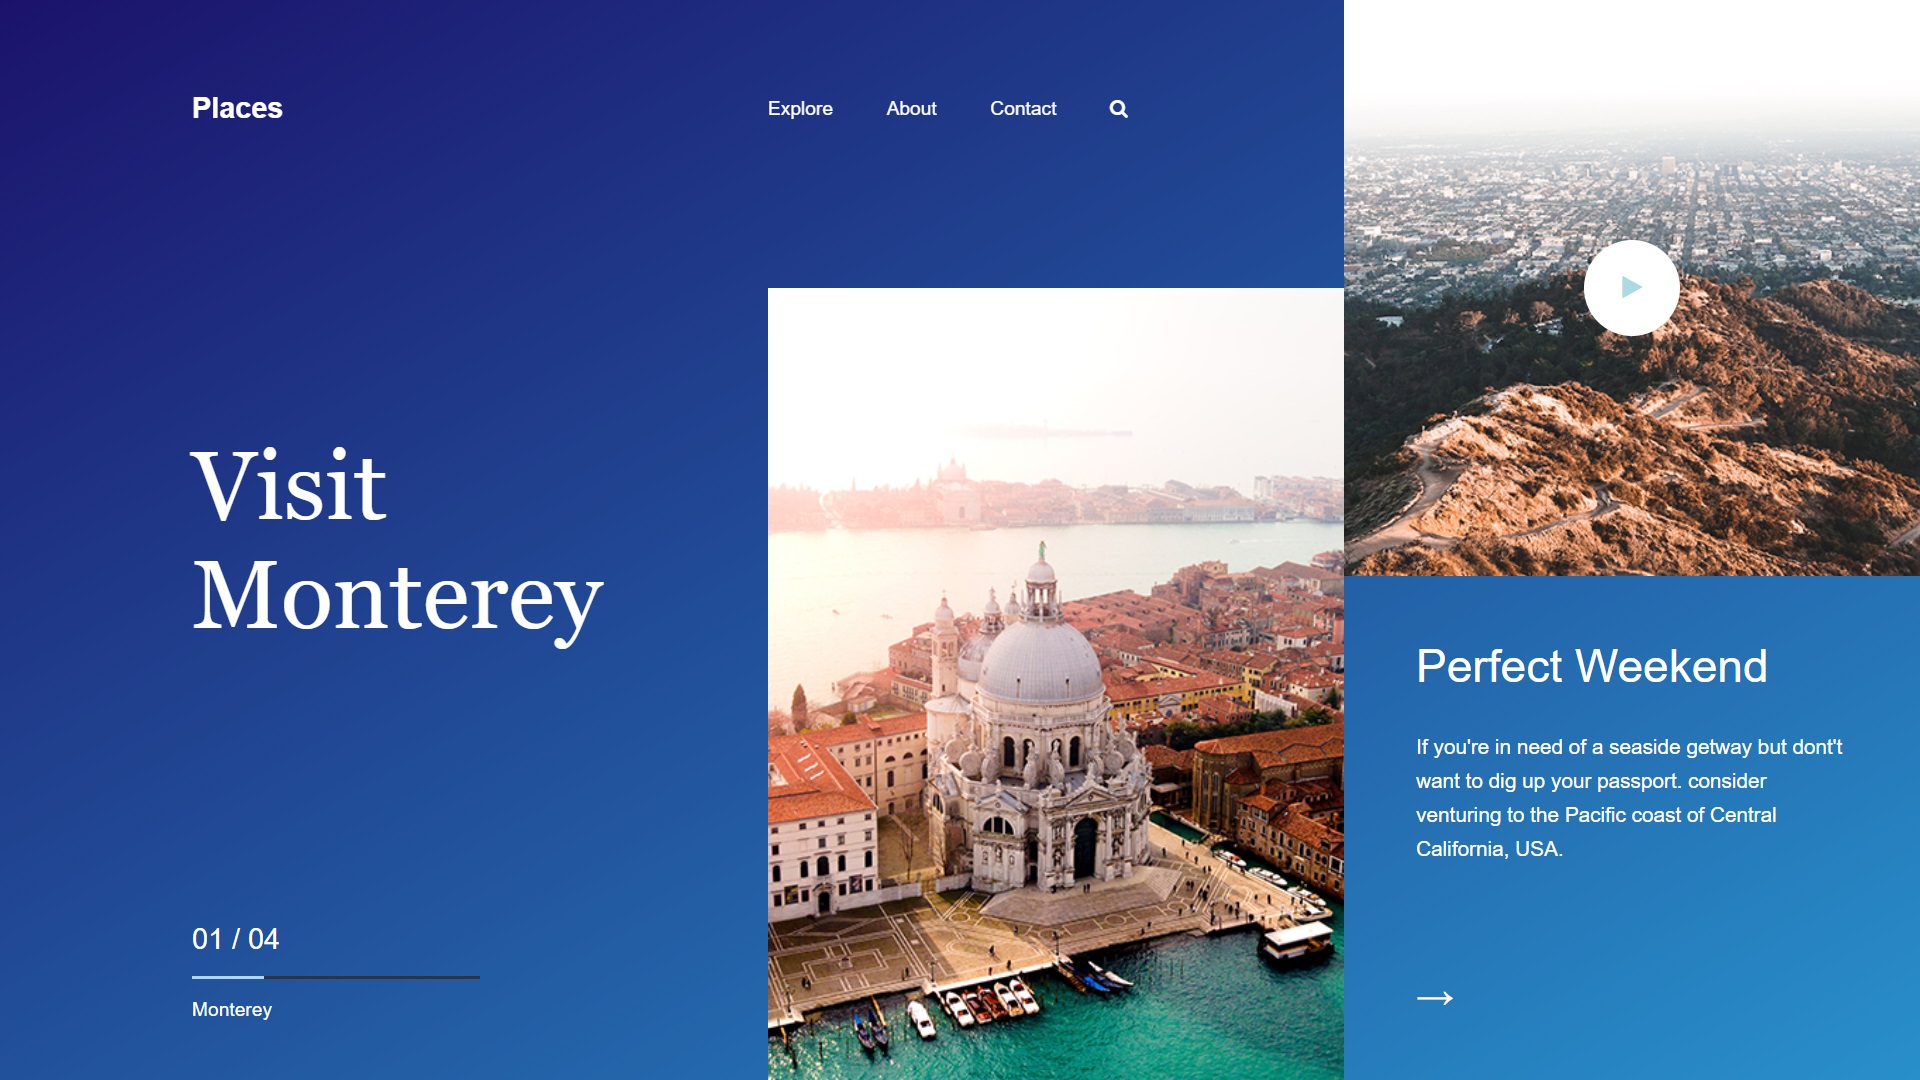 Places
Explore
About
Contact
Visit
Monterey
01 / 04
Monterey
Perfect Weekend
If you're in need of a seaside getway but dont't
want to dig up your passport. consider
venturing to the Pacific coast of Central
California, USA.